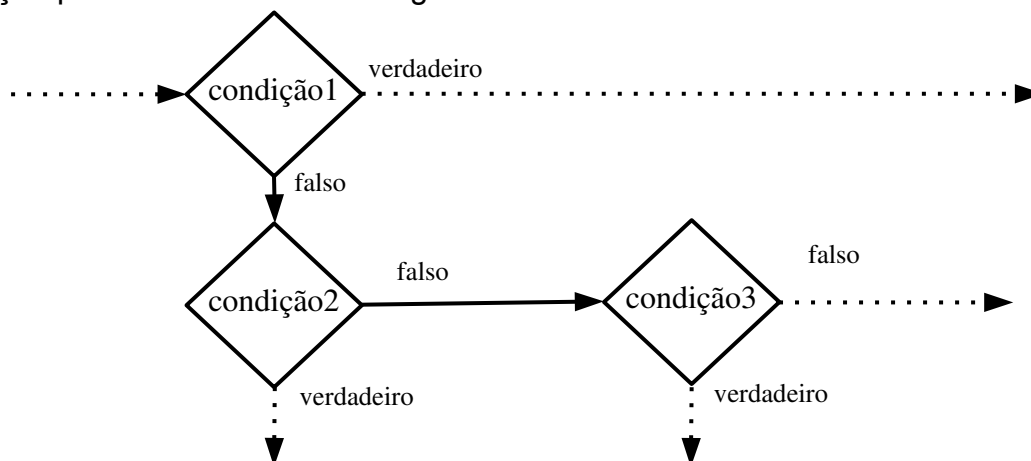 verdadeiro
condição1
falso
falso
falso
condição2
condição3
verdadeiro
verdadeiro